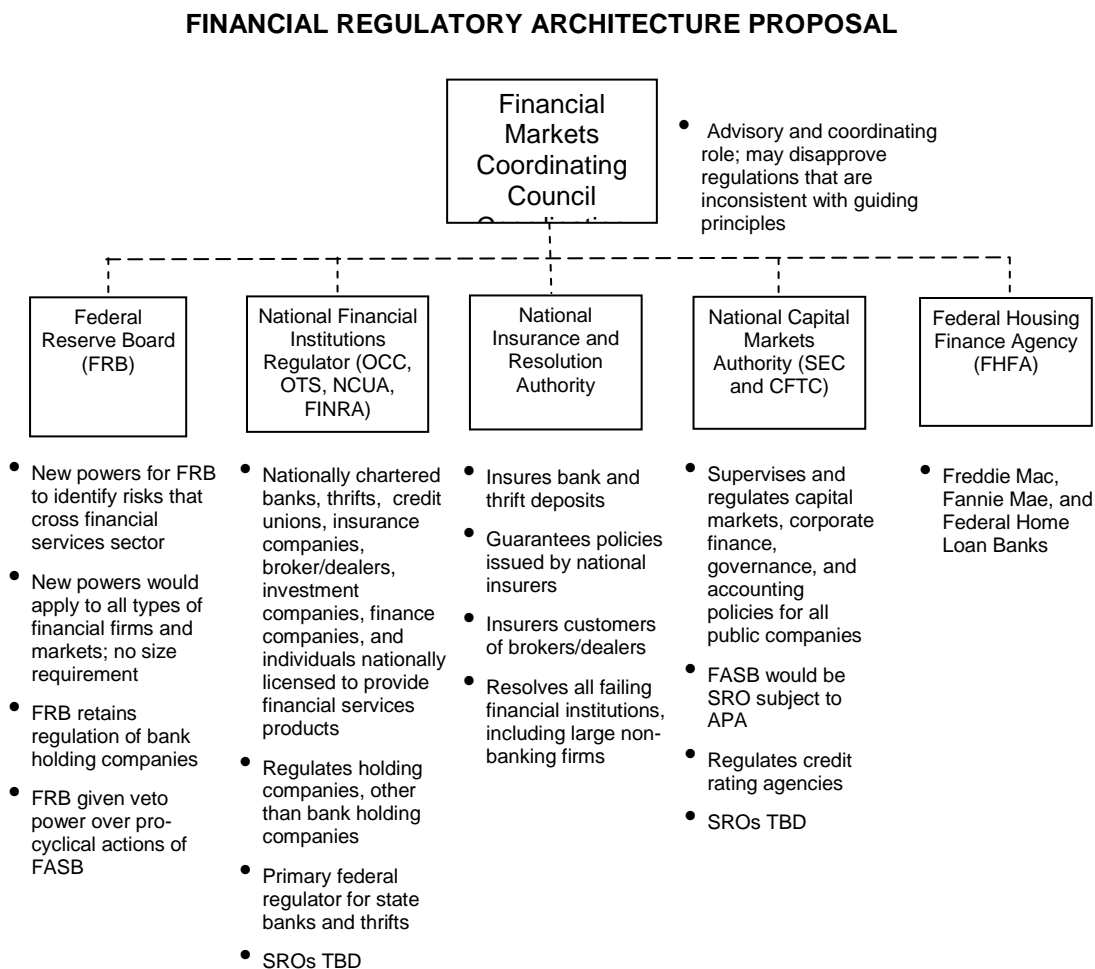 FINANCIAL REGULATORY ARCHITECTURE PROPOSAL
Financial
Markets
Coordinating
Council
• Advisory and coordinating
role; may disapprove
regulations that are
inconsistent with guiding
principles
Federal
Reserve Board
(FRB)
National Financial
Institutions
Regulator (OCC,
OTS, NCUA,
FINRA)
National
Insurance and
Resolution
Authority
National Capital
Markets
Authority (SEC
and CFTC)
Federal Housing
Finance Agency
(FHFA)
• New powers for FRB
to identify risks that
cross financial
services sector
• New powers would
apply to all types of
financial firms and
markets; no size
requirement
• FRB retains
regulation of bank
holding companies
• FRB given veto
power over pro-
cyclical actions of
FASB
• Nationally chartered
banks, thrifts, credit
unions, insurance
companies,
broker/dealers,
investment
companies, finance
companies, and
individuals nationally
licensed to provide
financial services
products
• Regulates holding
companies, other
than bank holding
companies
• Primary federal
regulator for state
banks and thrifts
• SROs TBD
• Insures bank and
thrift deposits
• Guarantees policies
issued by national
insurers
• Insurers customers
of brokers/dealers
• Resolves all failing
financial institutions,
including large non-
banking firms
• Supervises and
regulates capital
markets, corporate
finance,
governance, and
accounting
policies for all
public companies
• FASB would be
SRO subject to
APA
• Regulates credit
rating agencies
• SROs TBD
• Freddie Mac,
Fannie Mae, and
Federal Home
Loan Banks